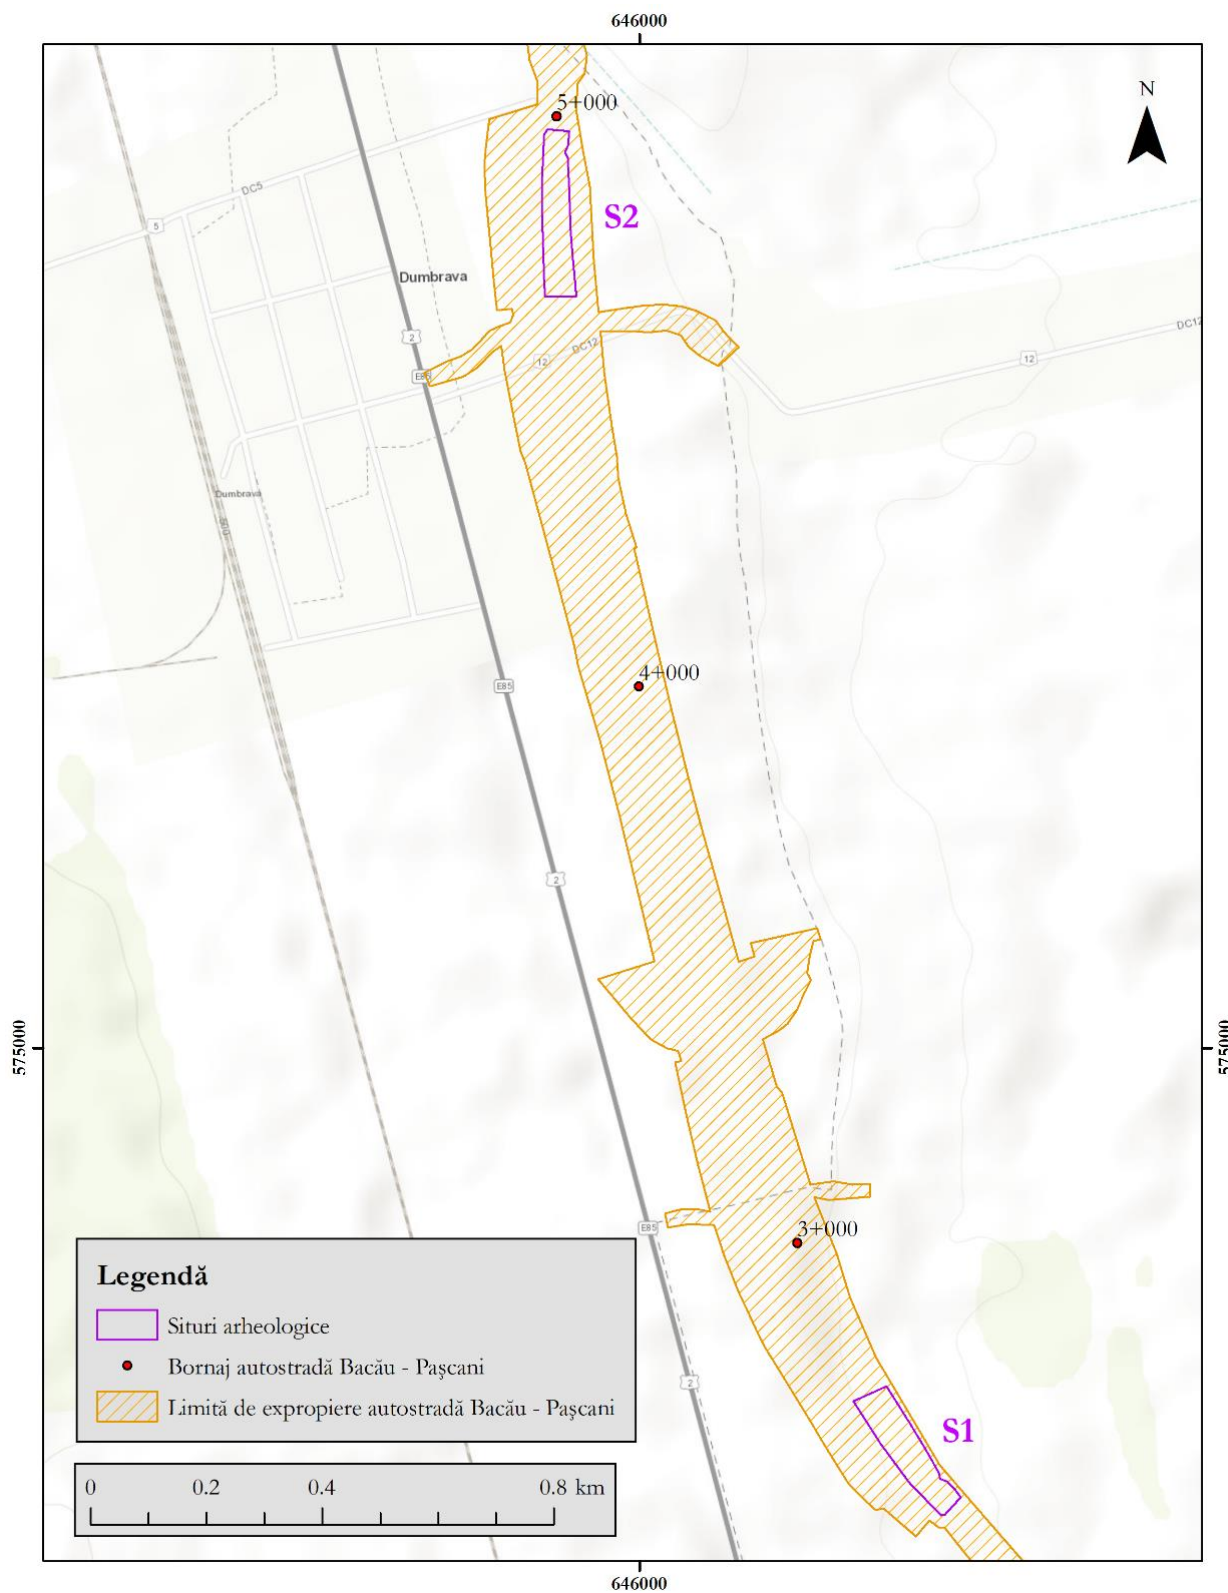 646000
N
5+000
DC5
5
S2
Dumbrava
2
DC12
DC12
12
12
E85
Dumbrava
4+000
E85
2
575000
575000
E85
3+000
Legendă
Situri arheologice
Bornaj autostradă Bacău - Pașcani
Limită de expropiere autostradă Bacău - Pașcani
2
S1
0 0.2 0.4 0.8 km
646000